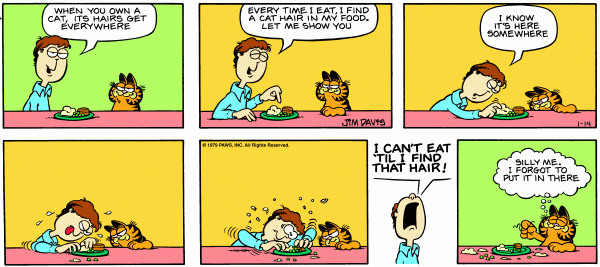 WHEN YOU OWN A
CAT, ITS HAIRS GET
EVERYWHERE
EVERY TIME I EAT, I FIND
A CAT HAIR IN MY FOOD.
LET ME SHOW YOU
JIM DAVIS
I KNOW
IT'S HERE
SOMEWHERE
1-14
© 1979 PAWS, INC. All Rights Reserved.
I CAN'T EAT
'TIL I FIND
THAT HAIR!
SILLY ME.
I FORGOT TO
PUT IT IN THERE